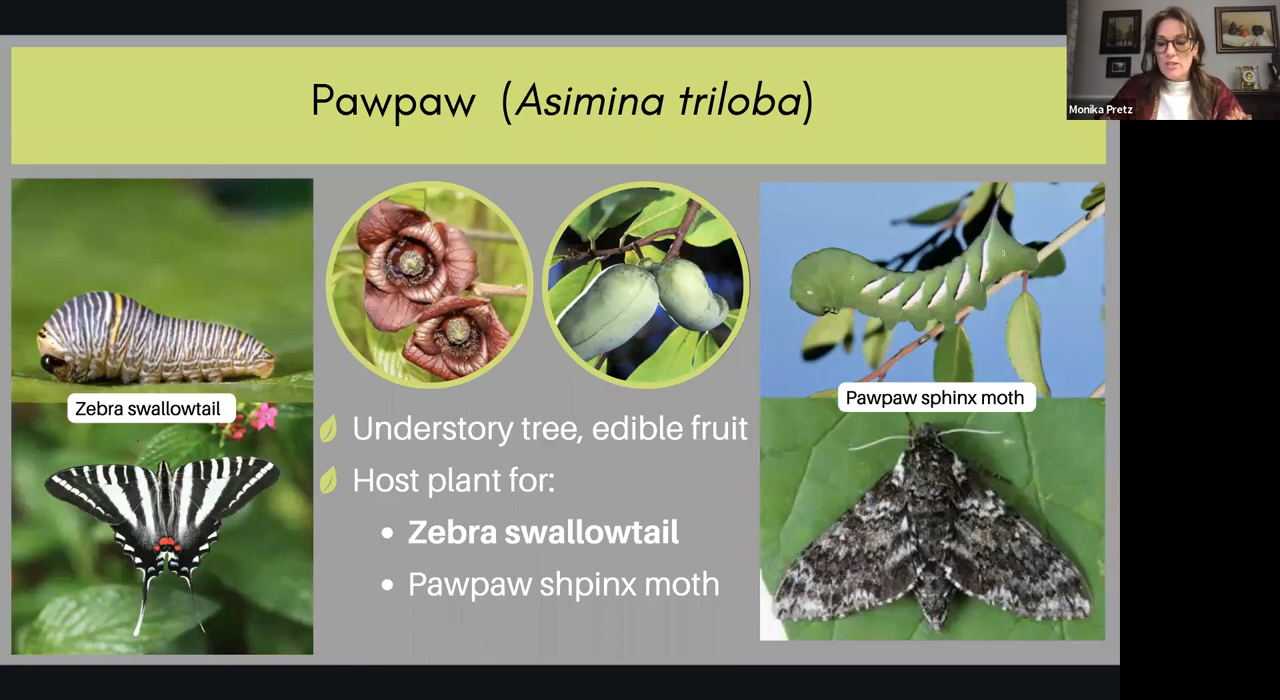 Pawpaw (Asimina triloba)
Monika Pretz
Zebra swallowtail
Pawpaw sphinx moth
Understory tree, edible fruit
Host plant for:
Zebra swallowtail
Pawpaw shpinx moth